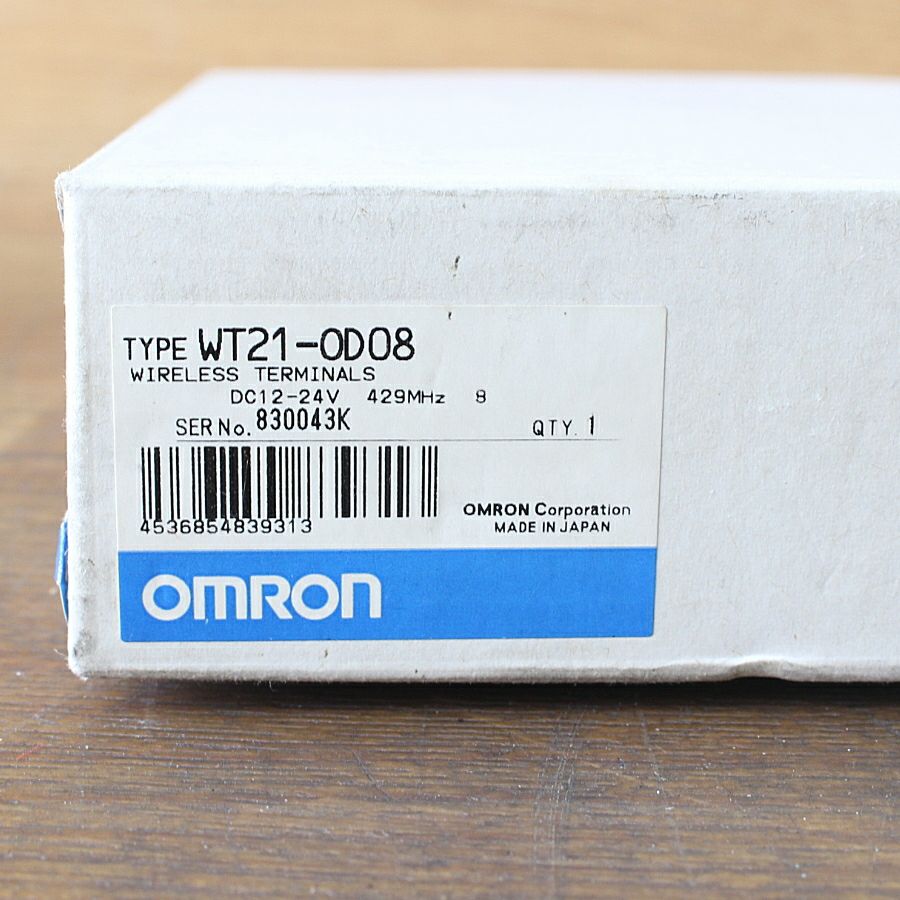 TYPE WT21-OD08
WIRELESS TERMINALS
DC12-24V 429MHz 8
SER No. 830043K QTY. 1
4536854839313
OMRON Corporation
MADE IN JAPAN
OMRON